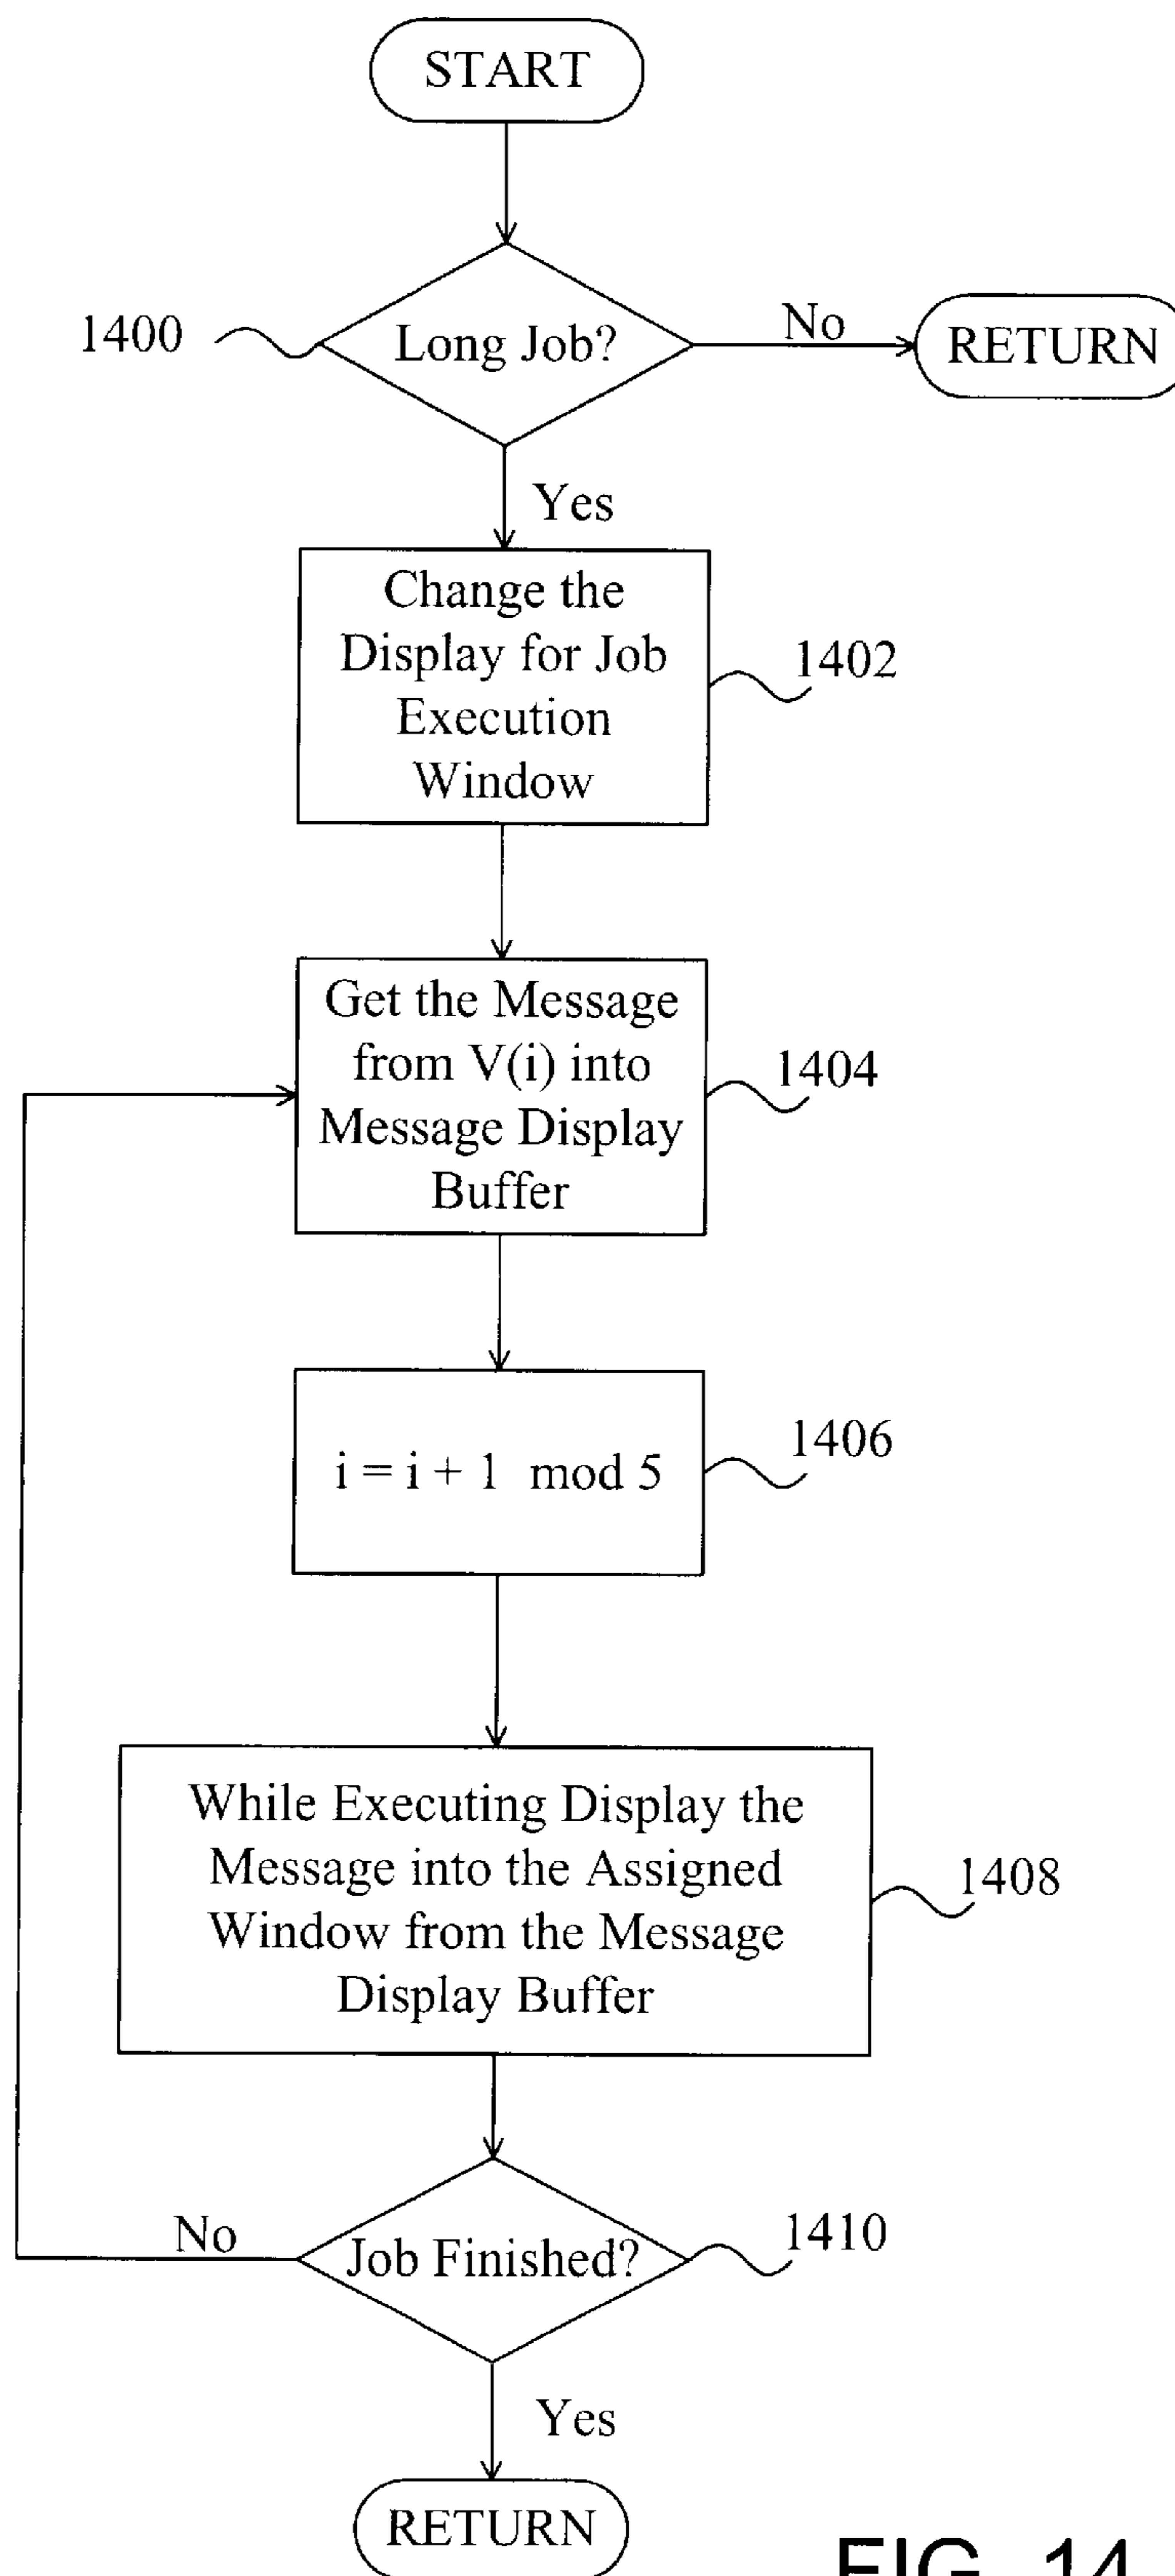 START
1400
Long Job?
No
RETURN
Yes
Change the
Display for Job
Execution
Window
1402
Get the Message
from V(i) into
Message Display
Buffer
1404
i = i + 1 mod 5
1406
While Executing Display the
Message into the Assigned
Window from the Message
Display Buffer
1408
Job Finished?
1410
No
Yes
RETURN
FIG. 14